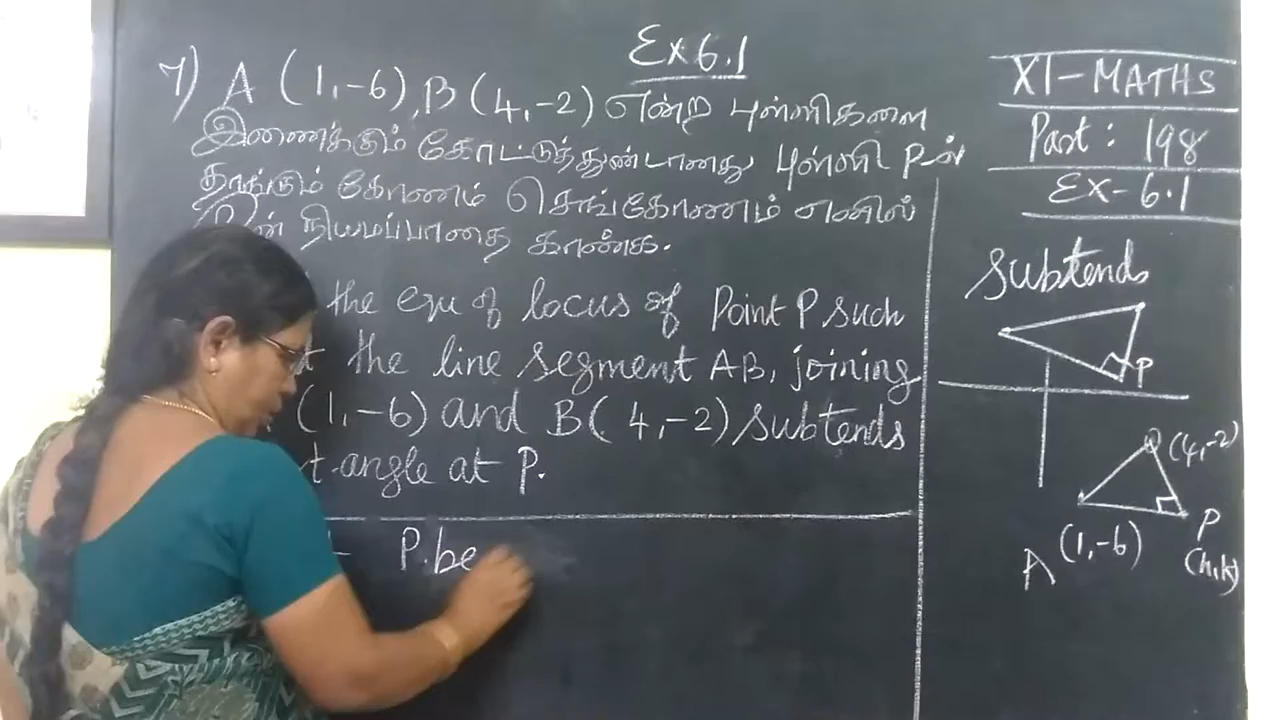 Ex 6.1
7) A (1,-6), B (4,-2) என்ற புள்ளிகளை
இணைக்கும் கோட்டுத்துண்டானது புள்ளி P ன்
தாங்கும் கோணம் செங்கோணம் எனில்
நியமப்பாதை காண்க.
the equ of locus of Point P such
the line segment AB, joining
(1,-6) and B(4,-2) subtends
angle at P.
P. be
XI-MATHS
Part: 198
Ex-6.1
Subtends
P
(4,-2)
P
(h,k)
A (1,-6)